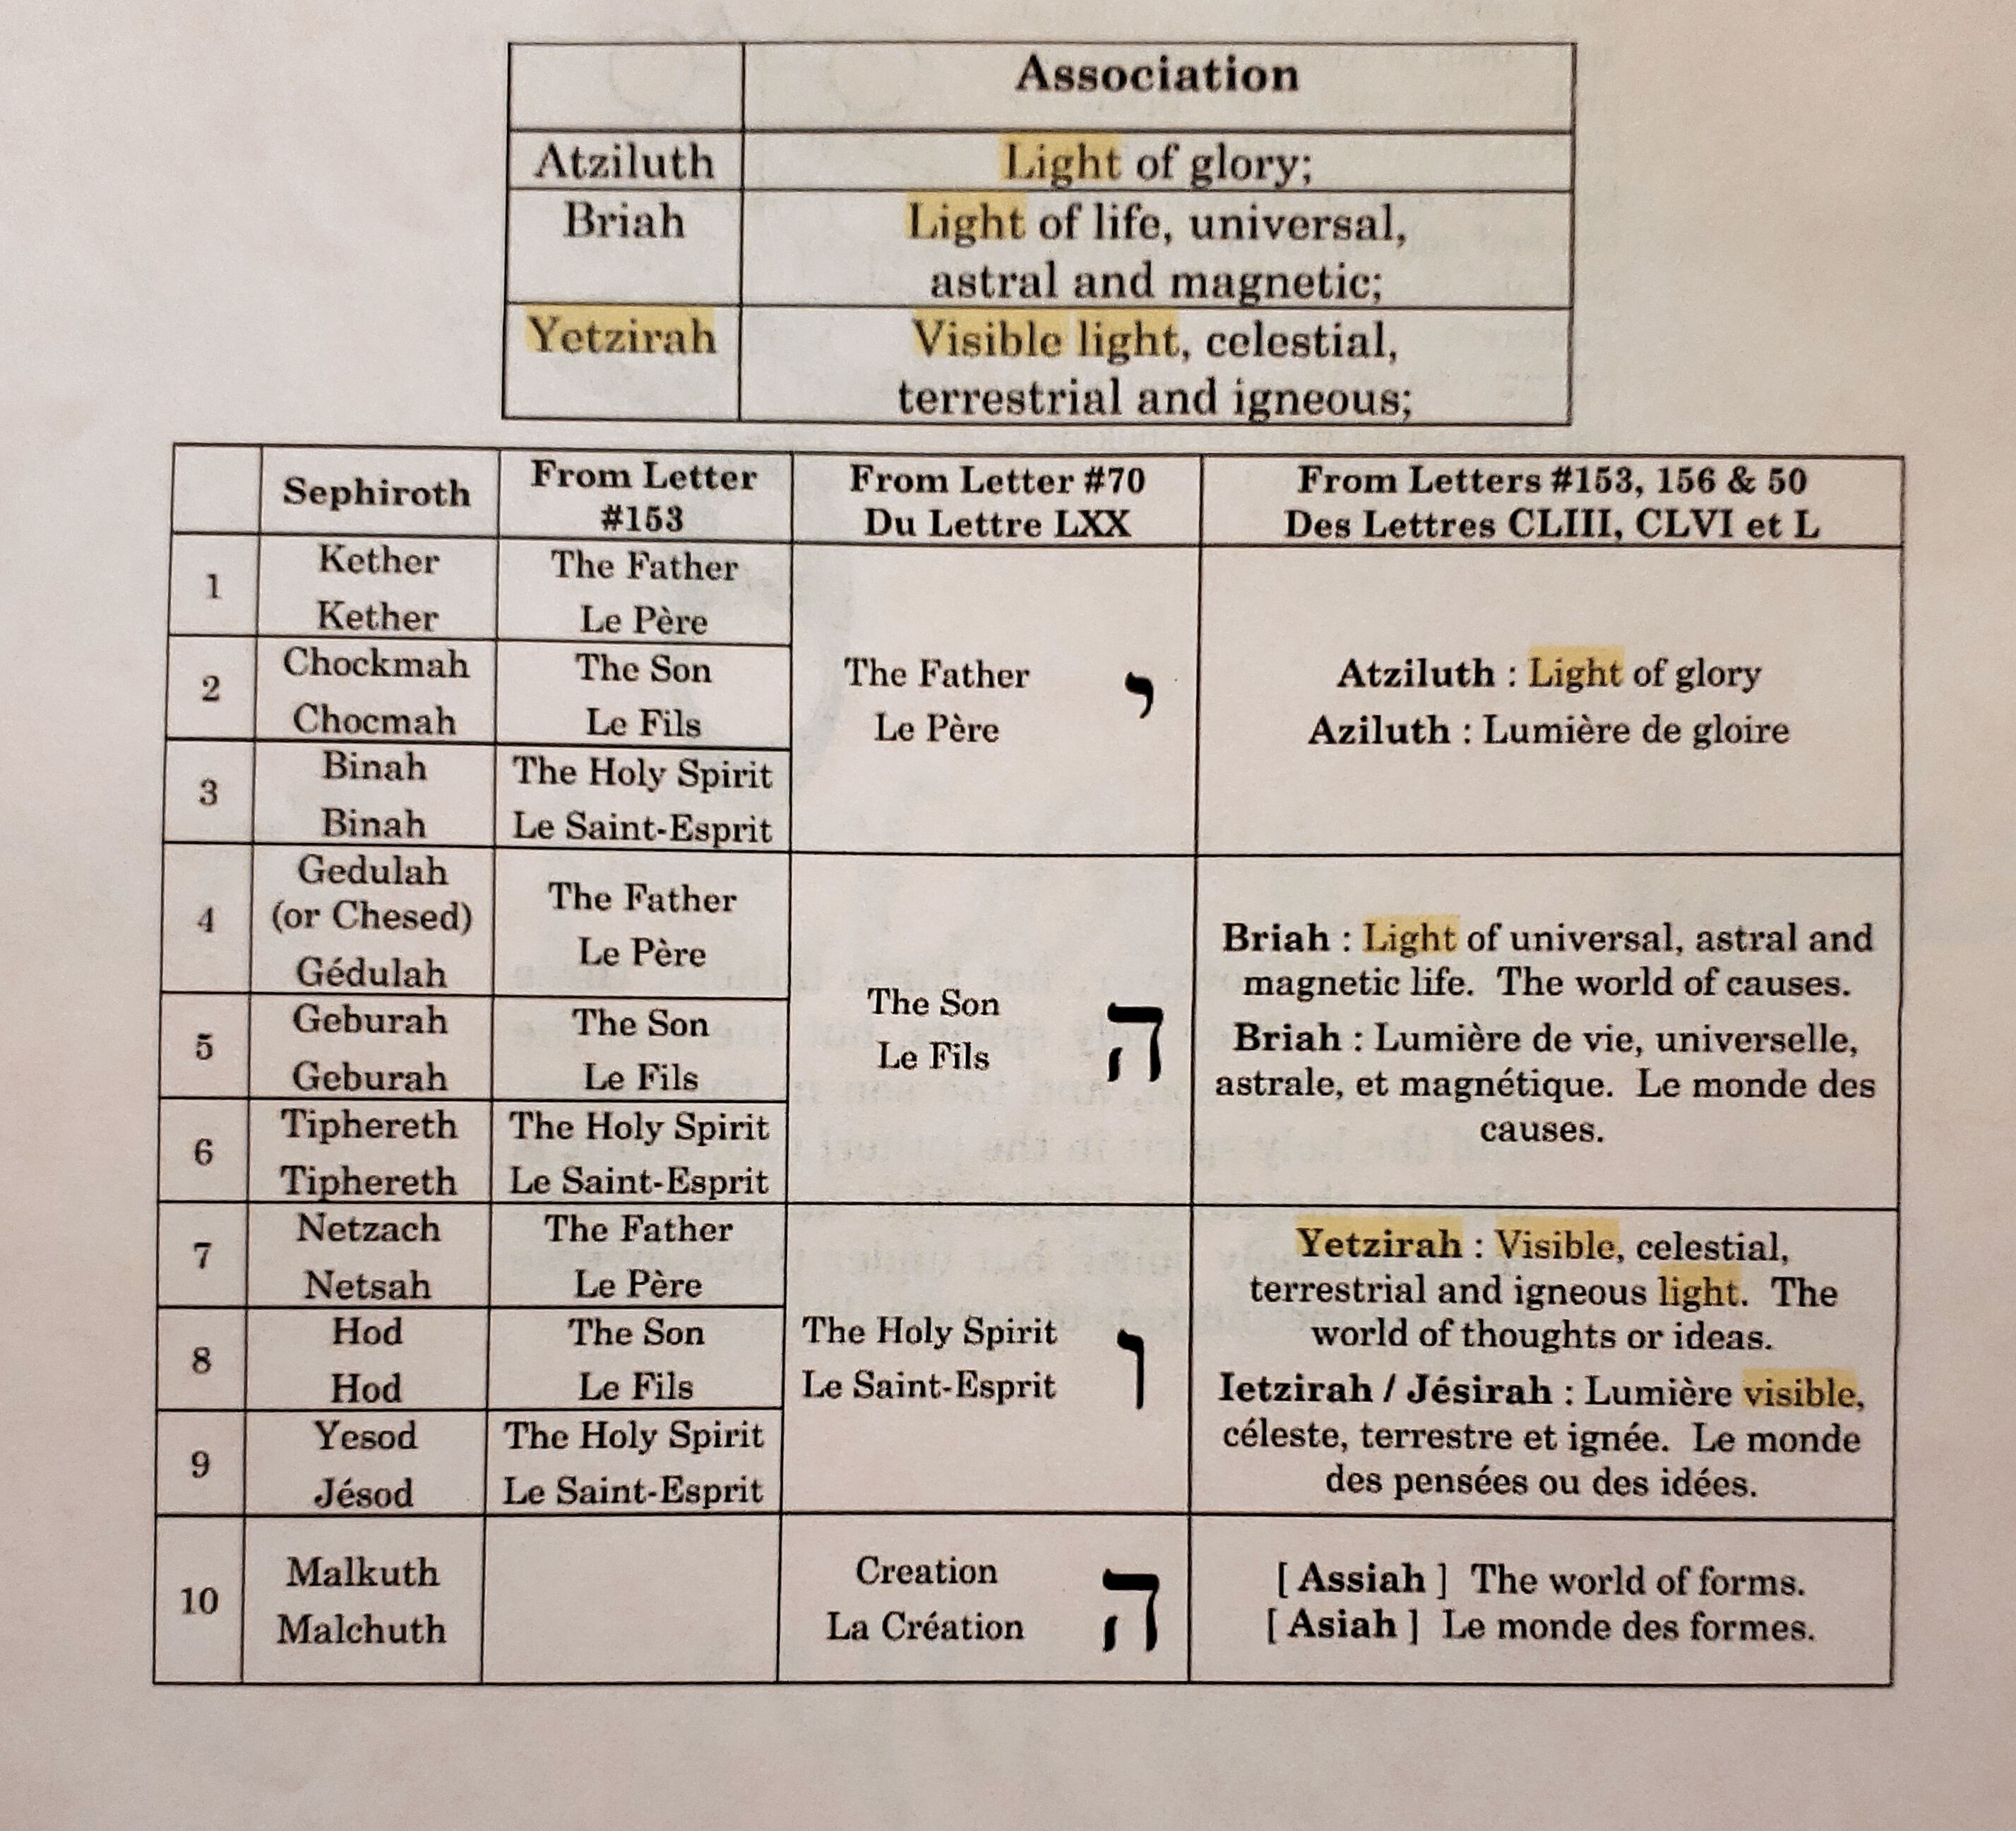 Association
Atziluth
Light of glory;
Briah
Light of life, universal,
astral and magnetic;
Yetzirah
Visible light, celestial,
terrestrial and igneous;
Sephiroth
From Letter
#153
From Letter #70
Du Lettre LXX
From Letters #153, 156 & 50
Des Lettres CLIII, CLVI et L
1
Kether
Kether
The Father
Le Père
2
Chockmah
Chocmah
The Son
Le Fils
3
Binah
Binah
The Holy Spirit
Le Saint-Esprit
The Father
Le Père
י
Atziluth : Light of glory
Aziluth : Lumière de gloire
4
Gedulah
(or Chesed)
Gédulah
The Father
Le Père
5
Geburah
Geburah
The Son
Le Fils
6
Tiphereth
Tiphereth
The Holy Spirit
Le Saint-Esprit
The Son
Le Fils
ה
Briah : Light of universal, astral and
magnetic life. The world of causes.
Briah : Lumière de vie, universelle,
astrale, et magnétique. Le monde des
causes.
7
Netzach
Netsah
The Father
Le Père
8
Hod
Hod
The Son
Le Fils
9
Yesod
Jésod
The Holy Spirit
Le Saint-Esprit
The Holy Spirit
Le Saint-Esprit
ו
Yetzirah : Visible, celestial,
terrestrial and igneous light. The
world of thoughts or ideas.
Ietzirah / Jésirah : Lumière visible,
céleste, terrestre et ignée. Le monde
des pensées ou des idées.
10
Malkuth
Malchuth
Creation
La Création
ה
[ Assiah ] The world of forms.
[ Asiah ] Le monde des formes.